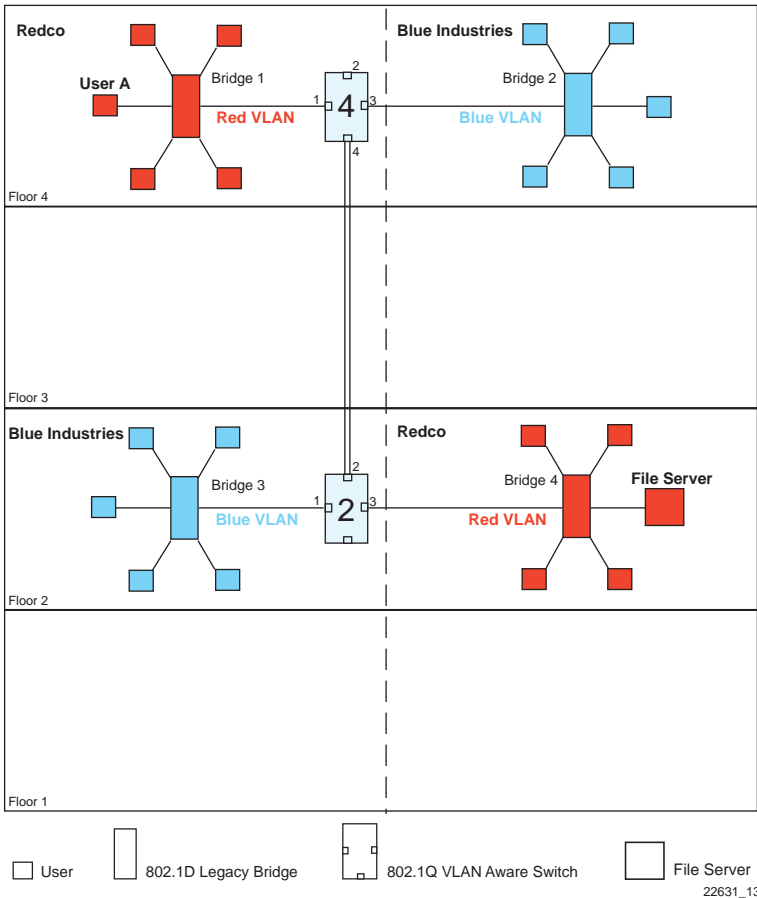 Redco
Blue Industries
User A
Bridge 1
Bridge 2
2
1
4
3
4
Red VLAN
Blue VLAN
Floor 4
Floor 3
Blue Industries
Redco
Bridge 3
Bridge 4
File Server
2
1
2
3
Blue VLAN
Red VLAN
Floor 2
Floor 1
User
802.1D Legacy Bridge
802.1Q VLAN Aware Switch
File Server